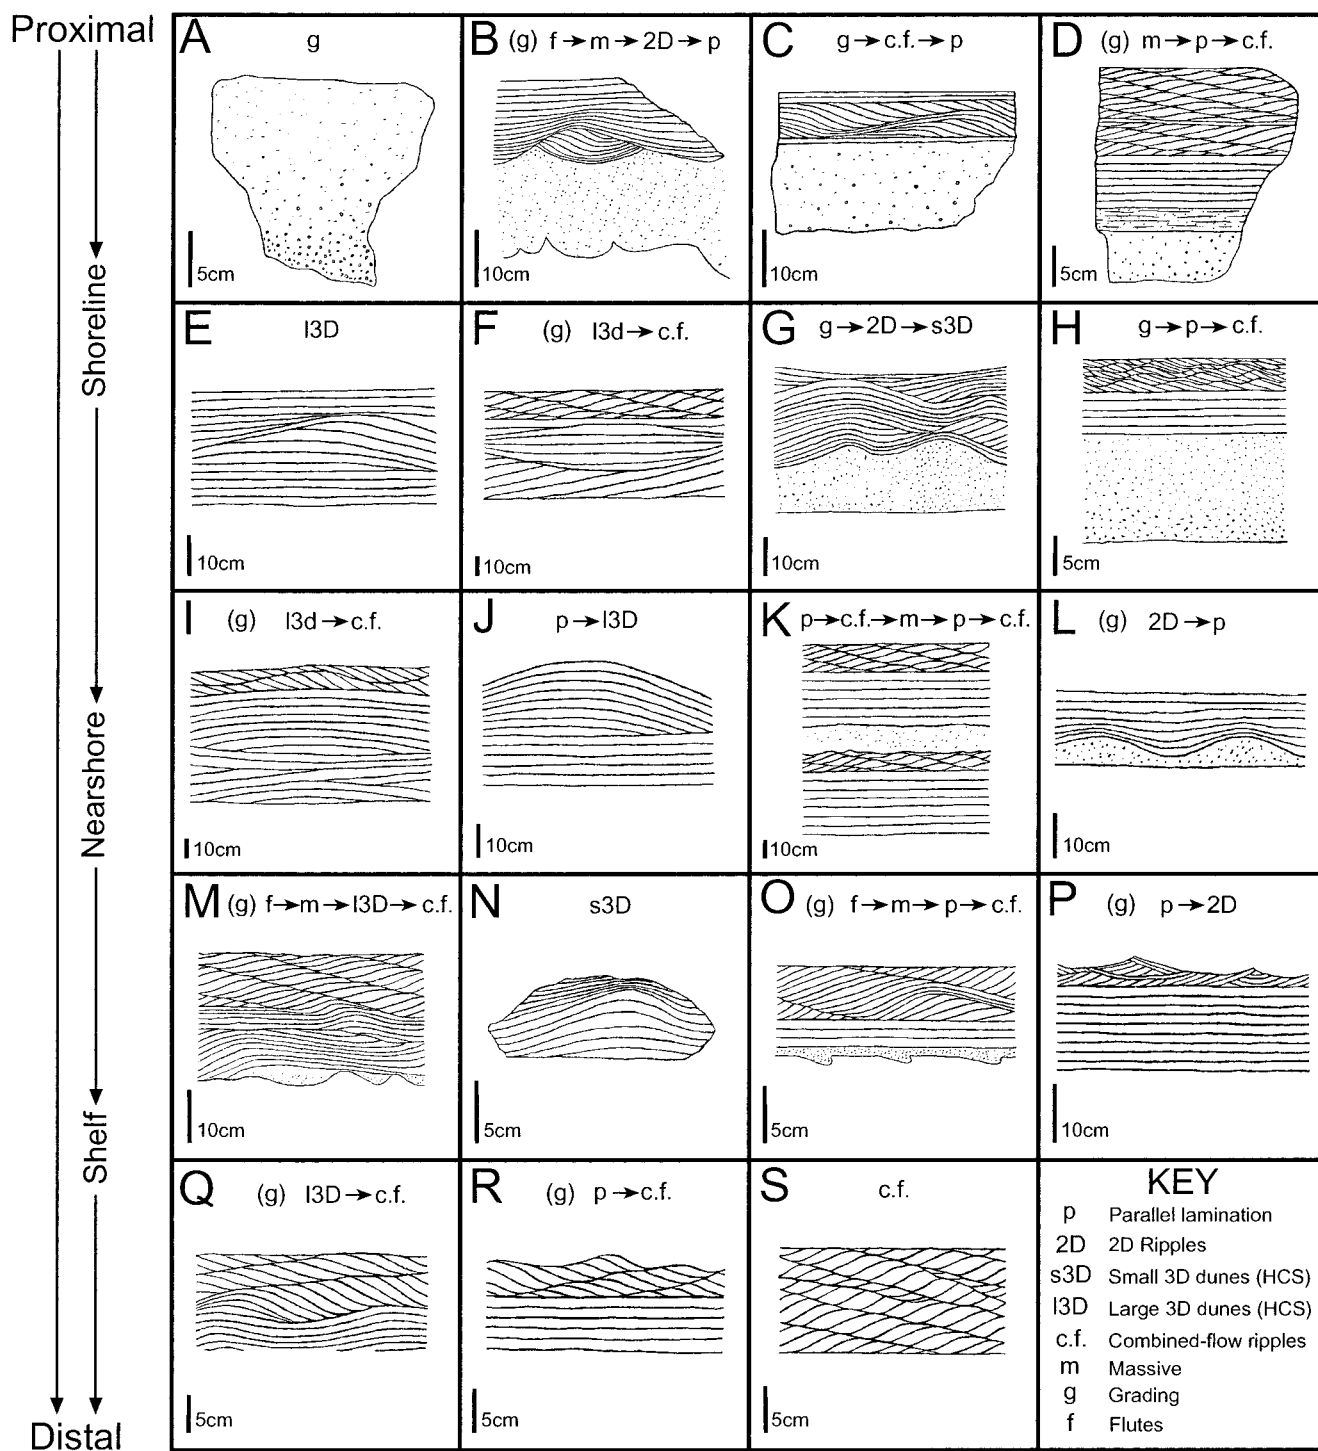 Proximal
Shoreline
Nearshore
Shelf
Distal
A g
5cm
B (g) f→m→2D→p
10cm
C g→c.f.→p
10cm
D (g) m→p→c.f.
5cm
E l3D
10cm
F (g) l3d→c.f.
10cm
G g→2D→s3D
10cm
H g→p→c.f.
5cm
I (g) l3d→c.f.
10cm
J p→l3D
10cm
K p→c.f.→m→p→c.f.
10cm
L (g) 2D→p
10cm
M (g) f→m→l3D→c.f.
10cm
N s3D
5cm
O (g) f→m→p→c.f.
5cm
P (g) p→2D
10cm
Q (g) l3D→c.f.
5cm
R (g) p→c.f.
5cm
S c.f.
5cm
KEY
p Parallel lamination
2D 2D Ripples
s3D Small 3D dunes (HCS)
l3D Large 3D dunes (HCS)
c.f. Combined-flow ripples
m Massive
g Grading
f Flutes